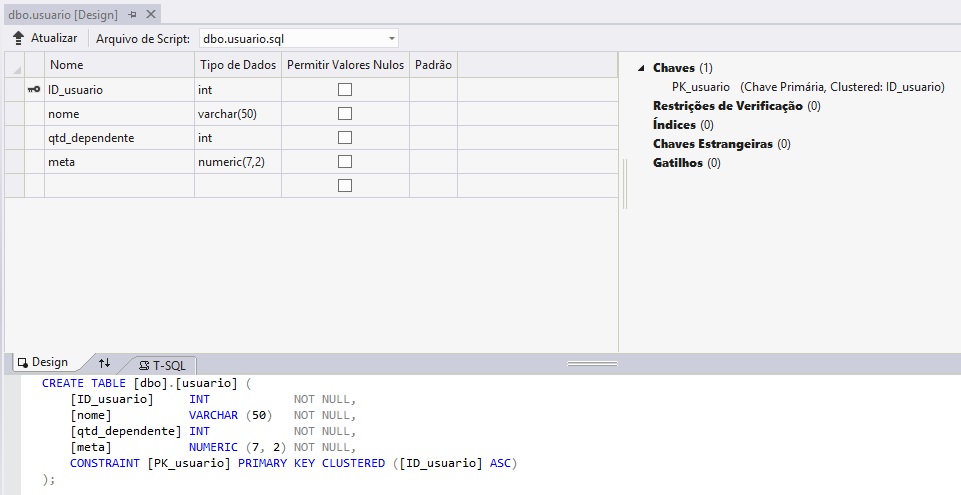 dbo.usuario [Design]
Atualizar Arquivo de Script: dbo.usuario.sql
Nome Tipo de Dados Permitir Valores Nulos Padrão
ID_usuario int
nome varchar(50)
qtd_dependente int
meta numeric(7,2)
Chaves (1)
PK_usuario (Chave Primária, Clustered: ID_usuario)
Restrições de Verificação (0)
Índices (0)
Chaves Estrangeiras (0)
Gatilhos (0)
Design T-SQL
CREATE TABLE [dbo].[usuario] (
[ID_usuario] INT NOT NULL,
[nome] VARCHAR (50) NOT NULL,
[qtd_dependente] INT NOT NULL,
[meta] NUMERIC (7, 2) NOT NULL,
CONSTRAINT [PK_usuario] PRIMARY KEY CLUSTERED ([ID_usuario] ASC)
);